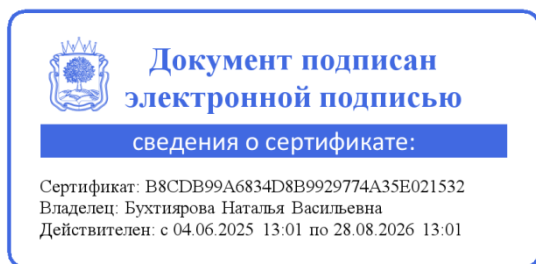 Документ подписан
электронной подписью
сведения о сертификате:
Сертификат: B8CDB99A6834D8B9929774A35E021532
Владелец: Бухтиярова Наталья Васильевна
Действителен: с 04.06.2025 13:01 по 28.08.2026 13:01